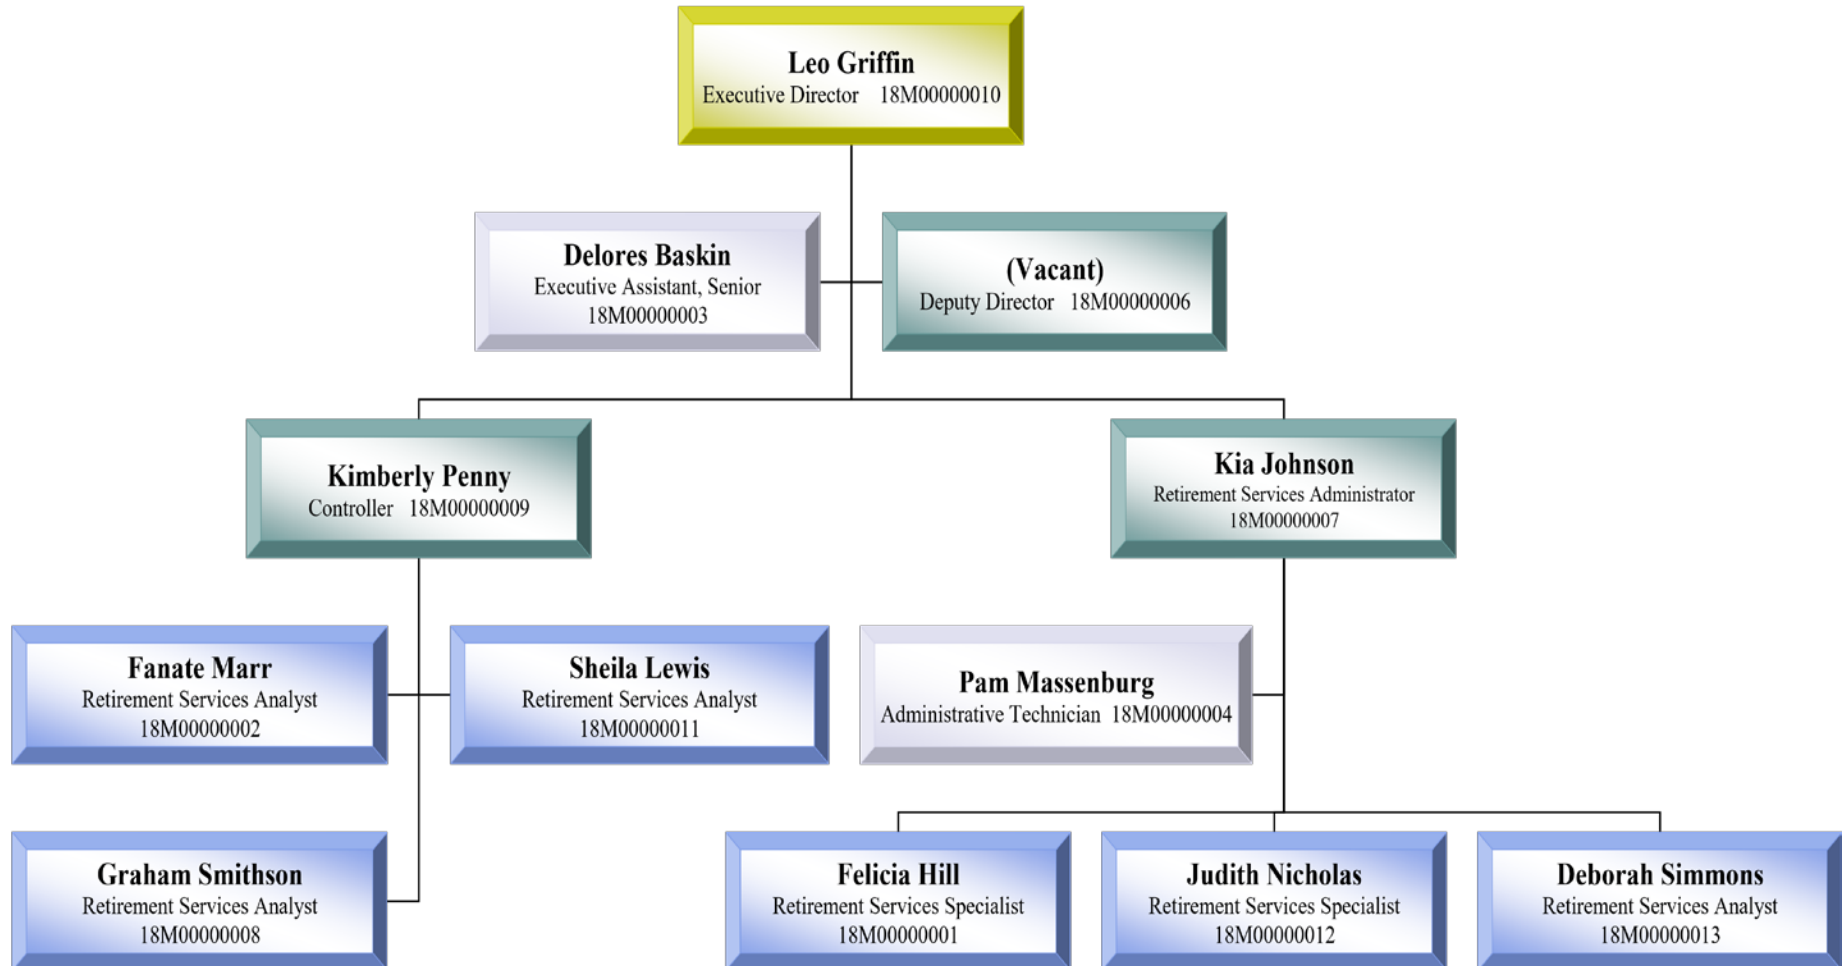 Leo Griffin
Executive Director 18M00000010
Delores Baskin
Executive Assistant, Senior
18M00000003
(Vacant)
Deputy Director 18M00000006
Kimberly Penny
Controller 18M00000009
Kia Johnson
Retirement Services Administrator
18M00000007
Fanate Marr
Retirement Services Analyst
18M00000002
Sheila Lewis
Retirement Services Analyst
18M00000011
Pam Massenburg
Administrative Technician 18M00000004
Graham Smithson
Retirement Services Analyst
18M00000008
Felicia Hill
Retirement Services Specialist
18M00000001
Judith Nicholas
Retirement Services Specialist
18M00000012
Deborah Simmons
Retirement Services Analyst
18M00000013